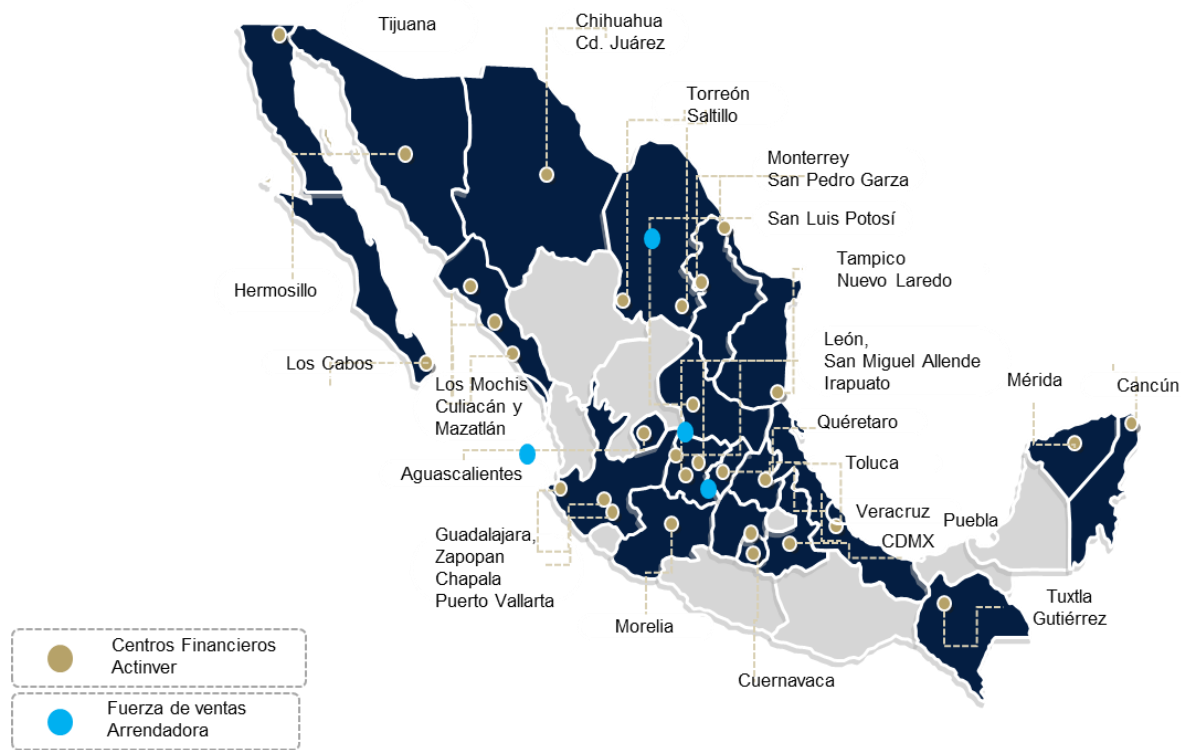 Tijuana
Chihuahua
Cd. Juárez
Torreón
Saltillo
Monterrey
San Pedro Garza
San Luis Potosí
Tampico
Nuevo Laredo
Hermosillo
León,
San Miguel Allende
Irapuato
Los Cabos
Los Mochis
Culiacán y
Mazatlán
Mérida
Cancún
Quéretaro
Aguascalientes
Toluca
Veracruz
Puebla
CDMX
Guadalajara,
Zapopan
Chapala
Puerto Vallarta
Tuxtla
Gutiérrez
Morelia
Cuernavaca
Centros Financieros
Actinver
Fuerza de ventas
Arrendadora